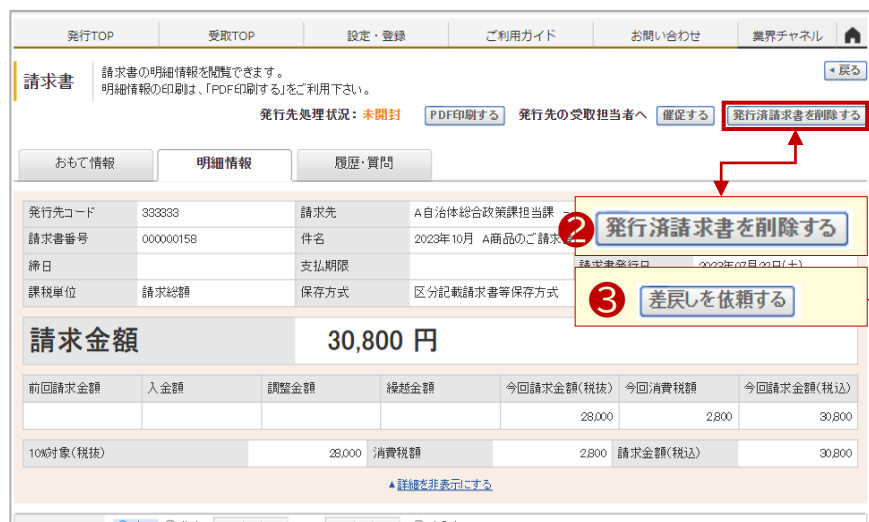 発行TOP 受取TOP 設定・登録 ご利用ガイド お問い合わせ 業界チャネル
請求書 請求書の明細情報を閲覧できます。
明細情報の印刷は、「PDF印刷する」をご利用下さい。
戻る
発行先処理状況：未開封 PDF印刷する 発行先の受取担当者へ 催促する 発行済請求書を削除する
おもて情報 明細情報 履歴・質問
発行先コード 333333 請求先 A自治体総合政策課担当課
2 発行済請求書を削除する
請求書番号 000000158 件名 2023年10月 A商品のご請求
締日 支払期限
課税単位 請求総額 保存方式 区分記載請求書等保存方式
3 差戻しを依頼する
請求金額 30,800 円
前回請求金額 入金額 調整金額 繰越金額 今回請求金額(税抜) 今回消費税額 今回請求金額(税込)
28,000 2,800 30,800
10%対象(税抜) 28,000 消費税額 2,800 請求金額(税込) 30,800
▲詳細を非表示にする